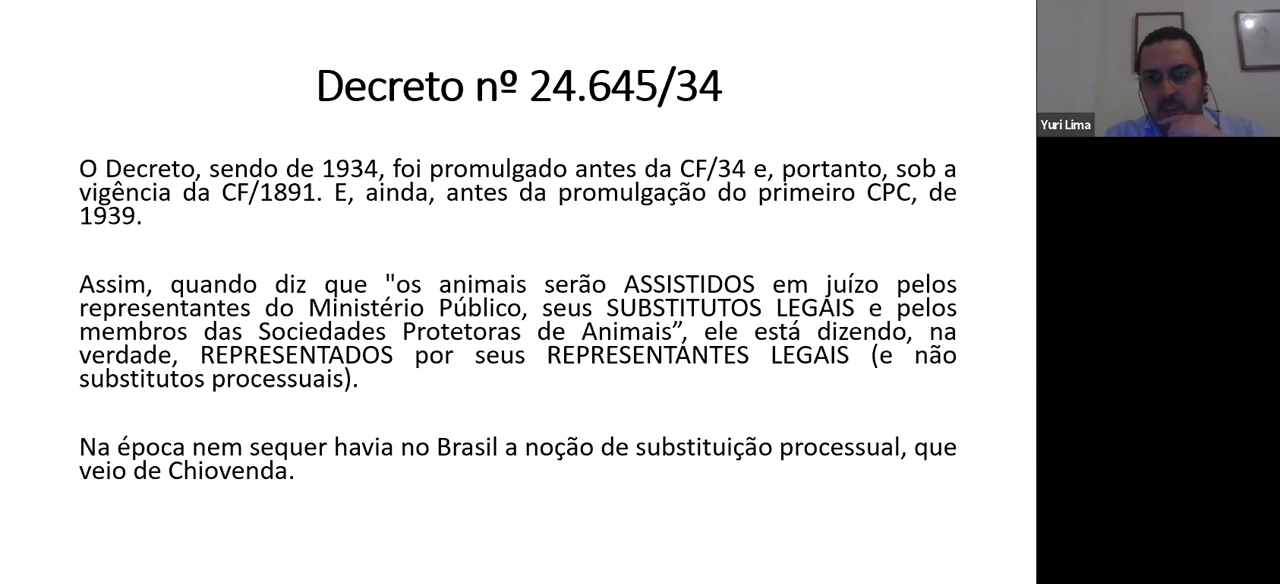 Decreto nº 24.645/34
O Decreto, sendo de 1934, foi promulgado antes da CF/34 e, portanto, sob a
vigência da CF/1891. E, ainda, antes da promulgação do primeiro CPC, de
1939.
Assim, quando diz que "os animais serão ASSISTIDOS em juízo pelos
representantes do Ministério Público, seus SUBSTITUTOS LEGAIS e pelos
membros das Sociedades Protetoras de Animais”, ele está dizendo, na
verdade, REPRESENTADOS por seus REPRESENTANTES LEGAIS (e não
substitutos processuais).
Na época nem sequer havia no Brasil a noção de substituição processual, que
veio de Chiovenda.
Yuri Lima